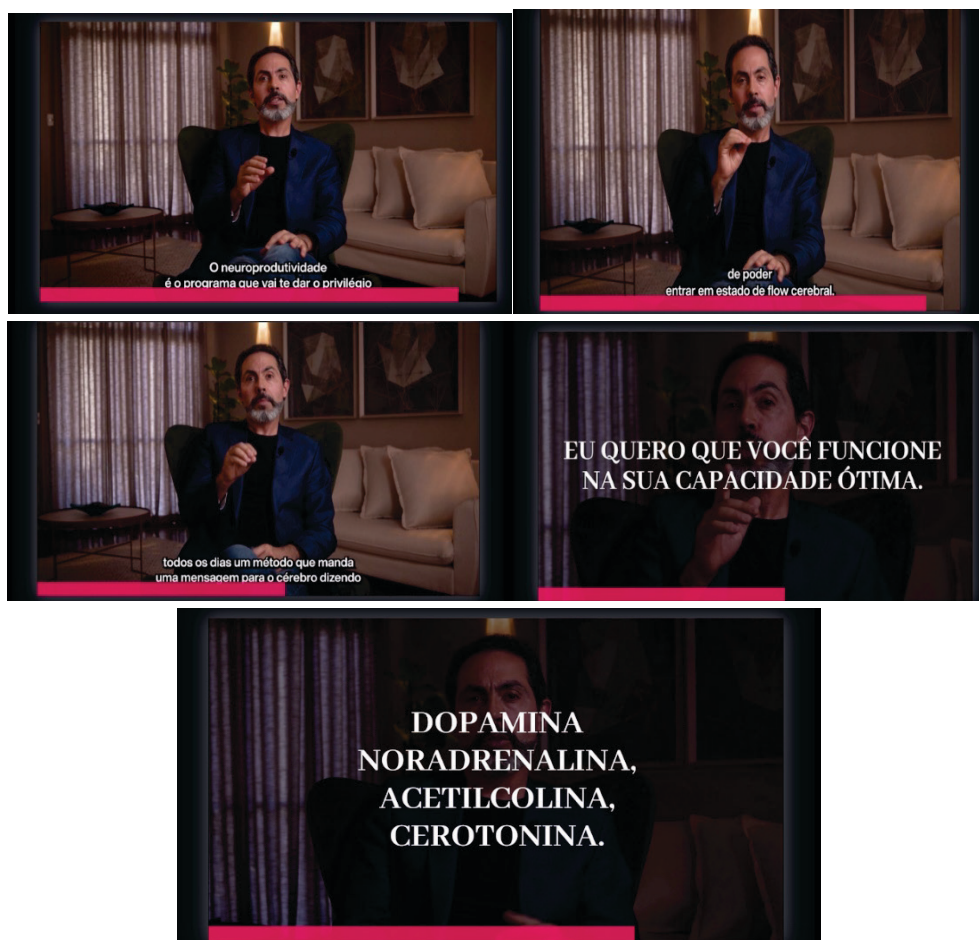 O neuroprodutividade
é o programa que vai te dar o privilégio
de poder
entrar em estado de flow cerebral.
todos os dias um método que manda
uma mensagem para o cérebro dizendo
EU QUERO QUE VOCÊ FUNCIONE
NA SUA CAPACIDADE ÓTIMA.
DOPAMINA
NORADRENALINA,
ACETILCOLINA,
CEROTONINA.